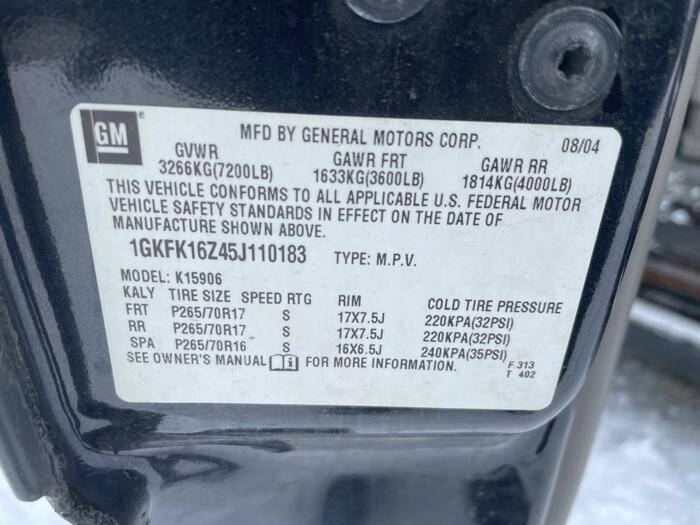 GM ®
MFD BY GENERAL MOTORS CORP. 08/04
GVWR GAWR FRT GAWR RR
3266KG(7200LB) 1633KG(3600LB) 1814KG(4000LB)
THIS VEHICLE CONFORMS TO ALL APPLICABLE U.S. FEDERAL MOTOR
VEHICLE SAFETY STANDARDS IN EFFECT ON THE DATE OF
MANUFACTURE SHOWN ABOVE.
1GKFK16Z45J110183 TYPE: M.P.V.
MODEL: K15906
KALY TIRE SIZE SPEED RTG RIM COLD TIRE PRESSURE
FRT P265/70R17 S 17X7.5J 220KPA(32PSI)
RR P265/70R17 S 17X7.5J 220KPA(32PSI)
SPA P265/70R16 S 16X6.5J 240KPA(35PSI)
SEE OWNER'S MANUAL FOR MORE INFORMATION. F 313
T 402